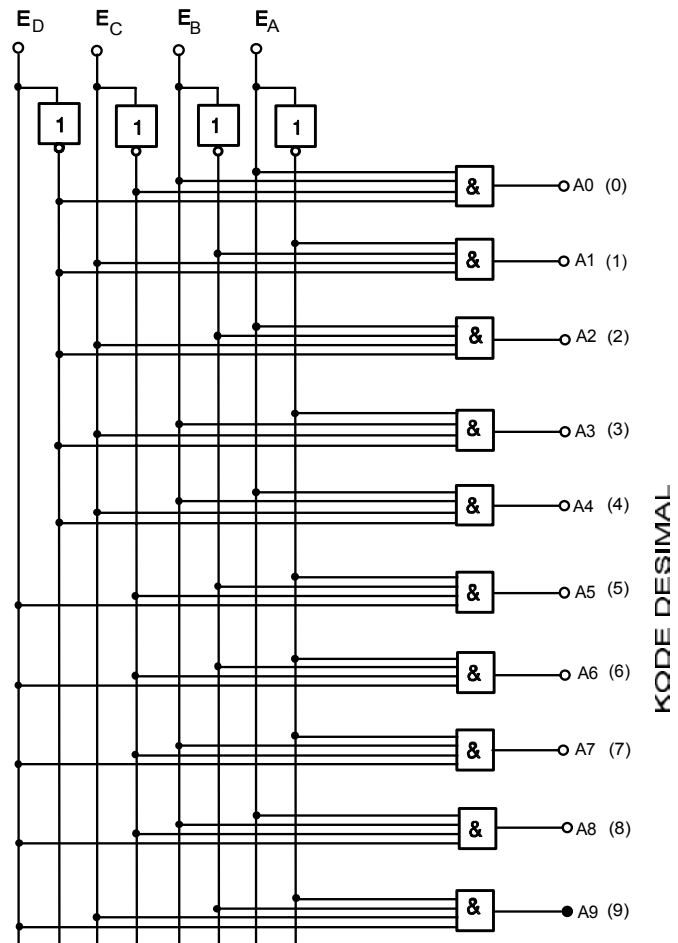 E_D E_C E_B E_A
1 1 1 1
& A0 (0)
& A1 (1)
& A2 (2)
& A3 (3)
& A4 (4)
& A5 (5)
& A6 (6)
& A7 (7)
& A8 (8)
& A9 (9)
KODE DESIMAL